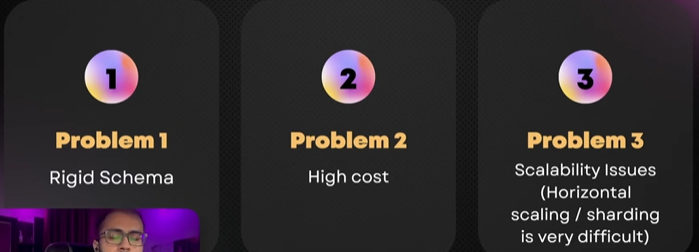 1
Problem 1
Rigid Schema
2
Problem 2
High cost
3
Problem 3
Scalability Issues
(Horizontal
scaling / sharding
is very difficult)